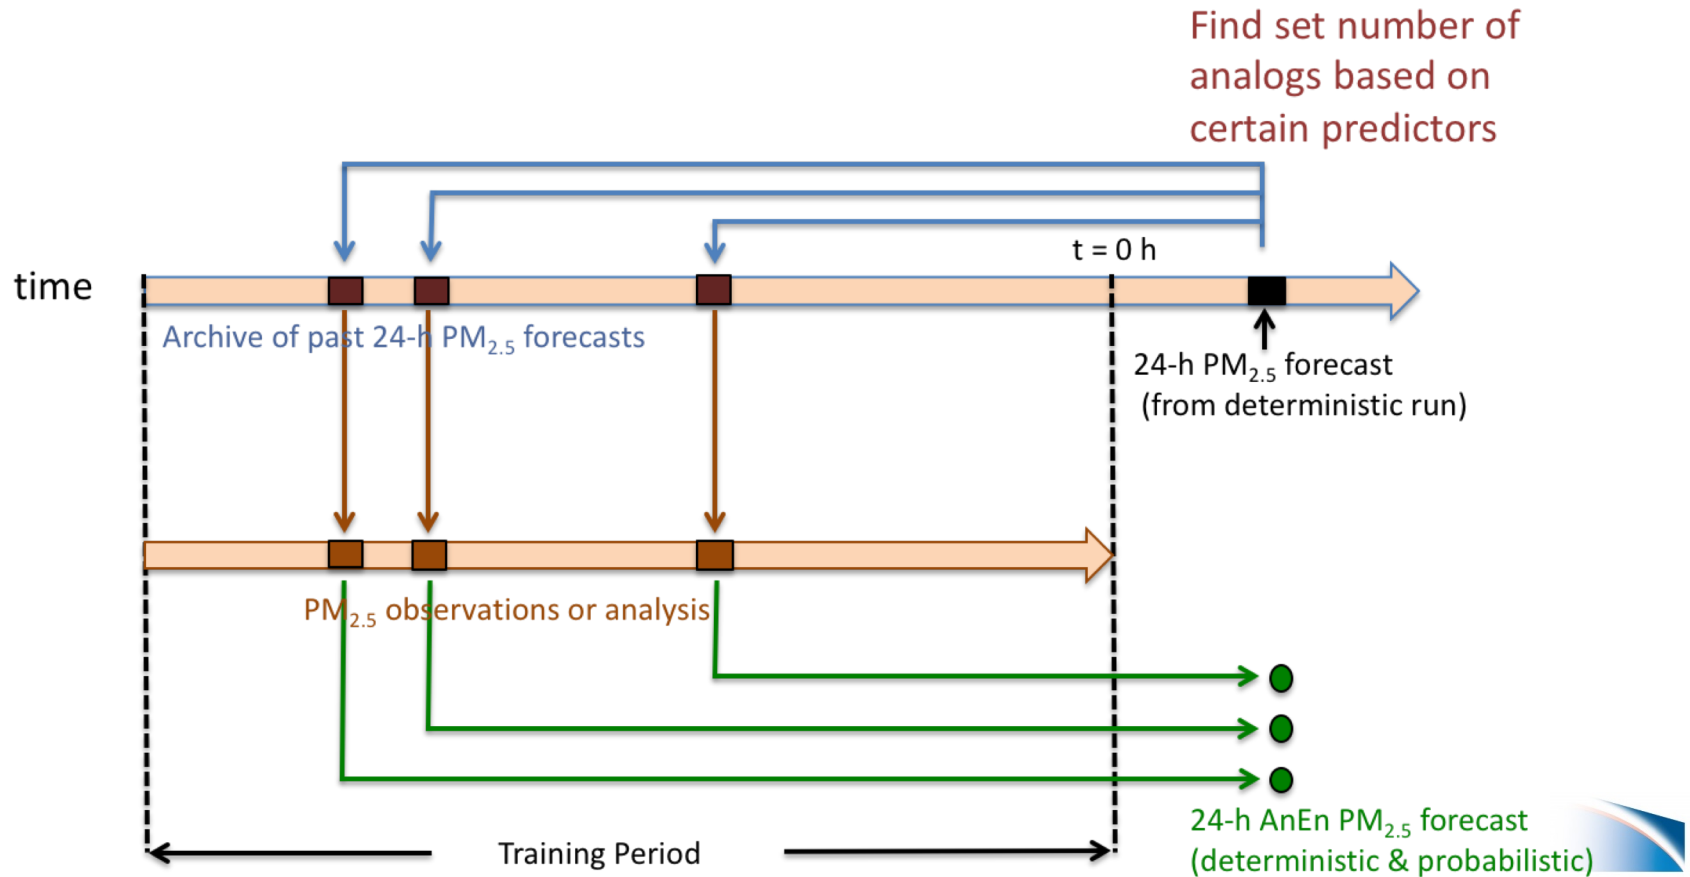 Find set number of
analogs based on
certain predictors
t = 0 h
time
Archive of past 24-h PM2.5 forecasts
24-h PM2.5 forecast
(from deterministic run)
PM2.5 observations or analysis
24-h AnEn PM2.5 forecast
(deterministic & probabilistic)
Training Period